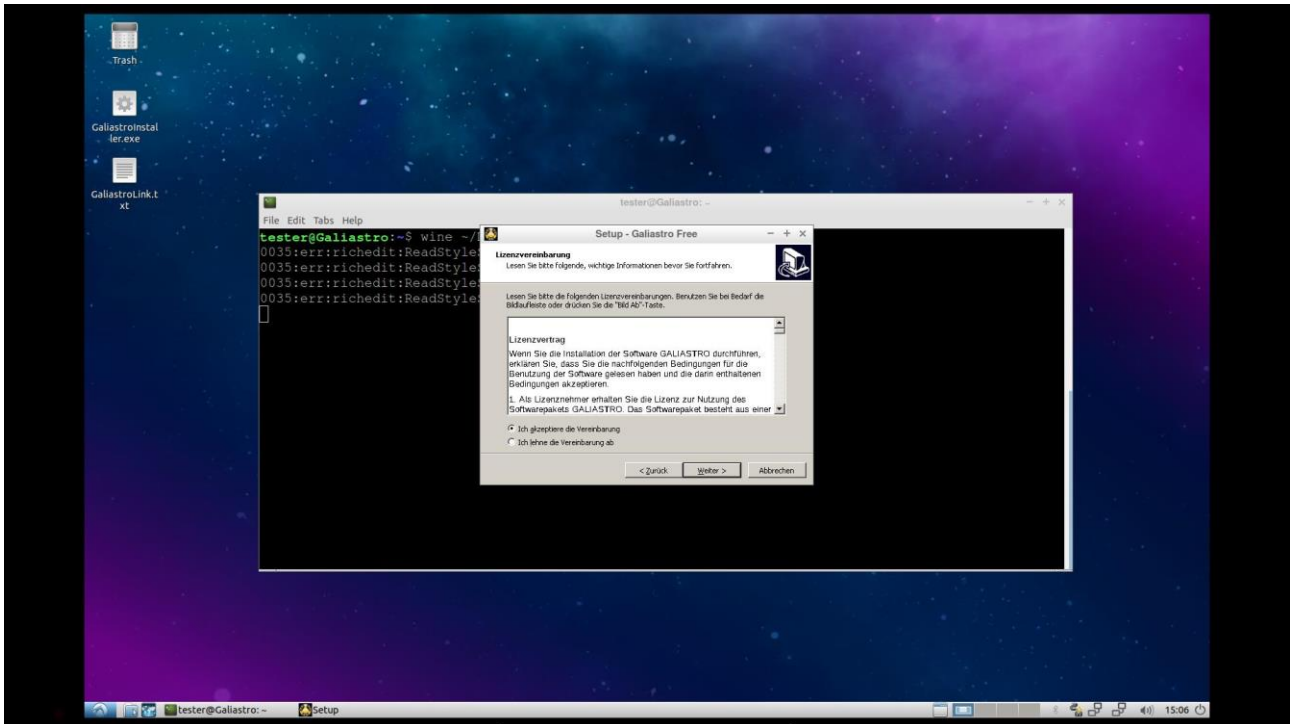 Trash
GaliastroInstal
ler.exe
GaliastroLink.t
xt
tester@Galiastro: ~
File Edit Tabs Help
tester@Galiastro:~$ wine ~/
0035:err:richedit:ReadStyle
0035:err:richedit:ReadStyle
0035:err:richedit:ReadStyle
0035:err:richedit:ReadStyle
Setup - Galiastro Free
Lizenzvereinbarung
Lesen Sie bitte folgende, wichtige Informationen bevor Sie fortfahren.
Lesen Sie bitte die folgenden Lizenzvereinbarungen. Benutzen Sie bei Bedarf die
Bildlaufleiste oder drücken Sie die "Bild Ab"-Taste.
Lizenzvertrag
Wenn Sie die Installation der Software GALIASTRO durchführen,
erklären Sie, dass Sie die nachfolgenden Bedingungen für die
Benutzung der Software gelesen haben und die darin enthaltenen
Bedingungen akzeptieren.
1. Als Lizenznehmer erhalten Sie die Lizenz zur Nutzung des
Softwarepakets GALIASTRO. Das Softwarepaket besteht aus einer
Ich akzeptiere die Vereinbarung
Ich lehne die Vereinbarung ab
< Zurück
Weiter >
Abbrechen
tester@Galiastro: ~
Setup
15:06